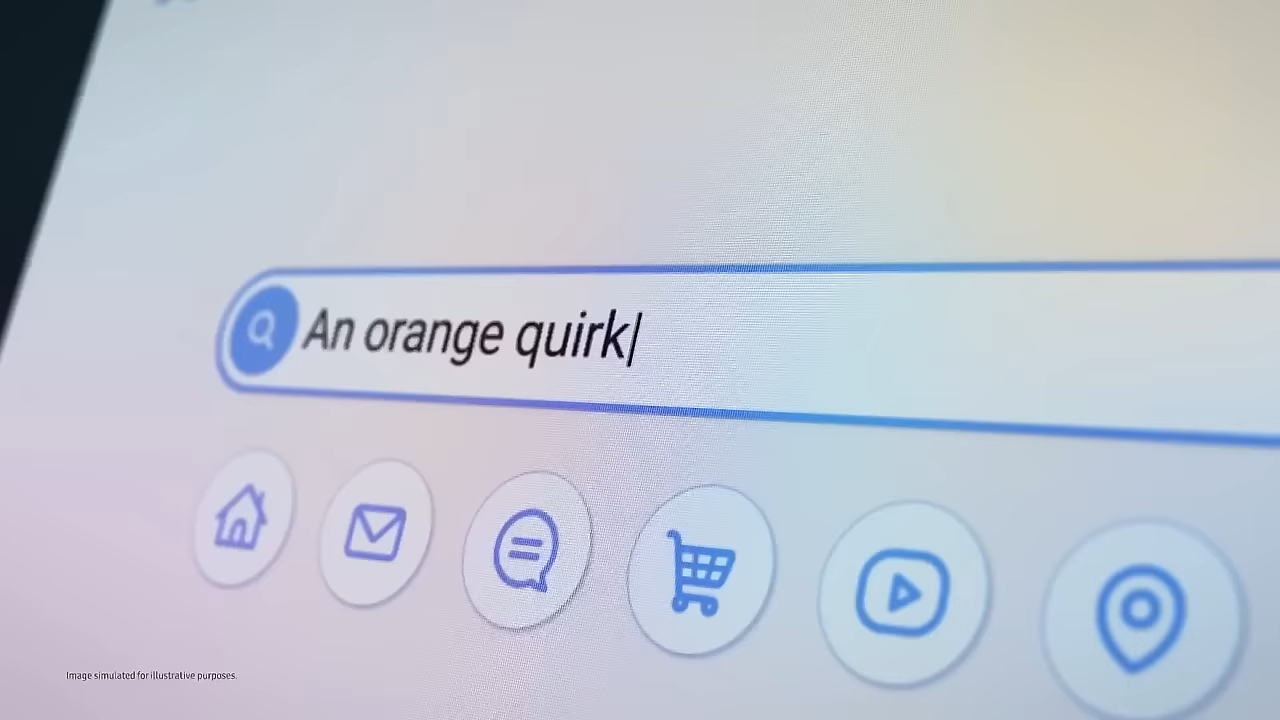 An orange quirk
Image simulated for illustrative purposes.